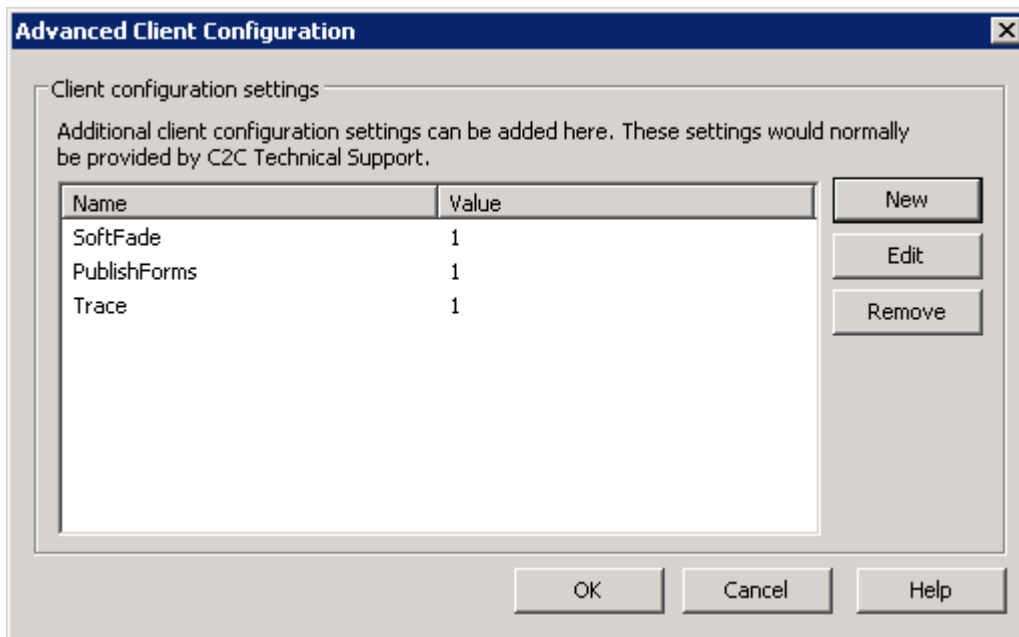 Advanced Client Configuration
Client configuration settings
Additional client configuration settings can be added here. These settings would normally
be provided by C2C Technical Support.
Name Value
SoftFade 1
PublishForms 1
Trace 1
New
Edit
Remove
OK Cancel Help